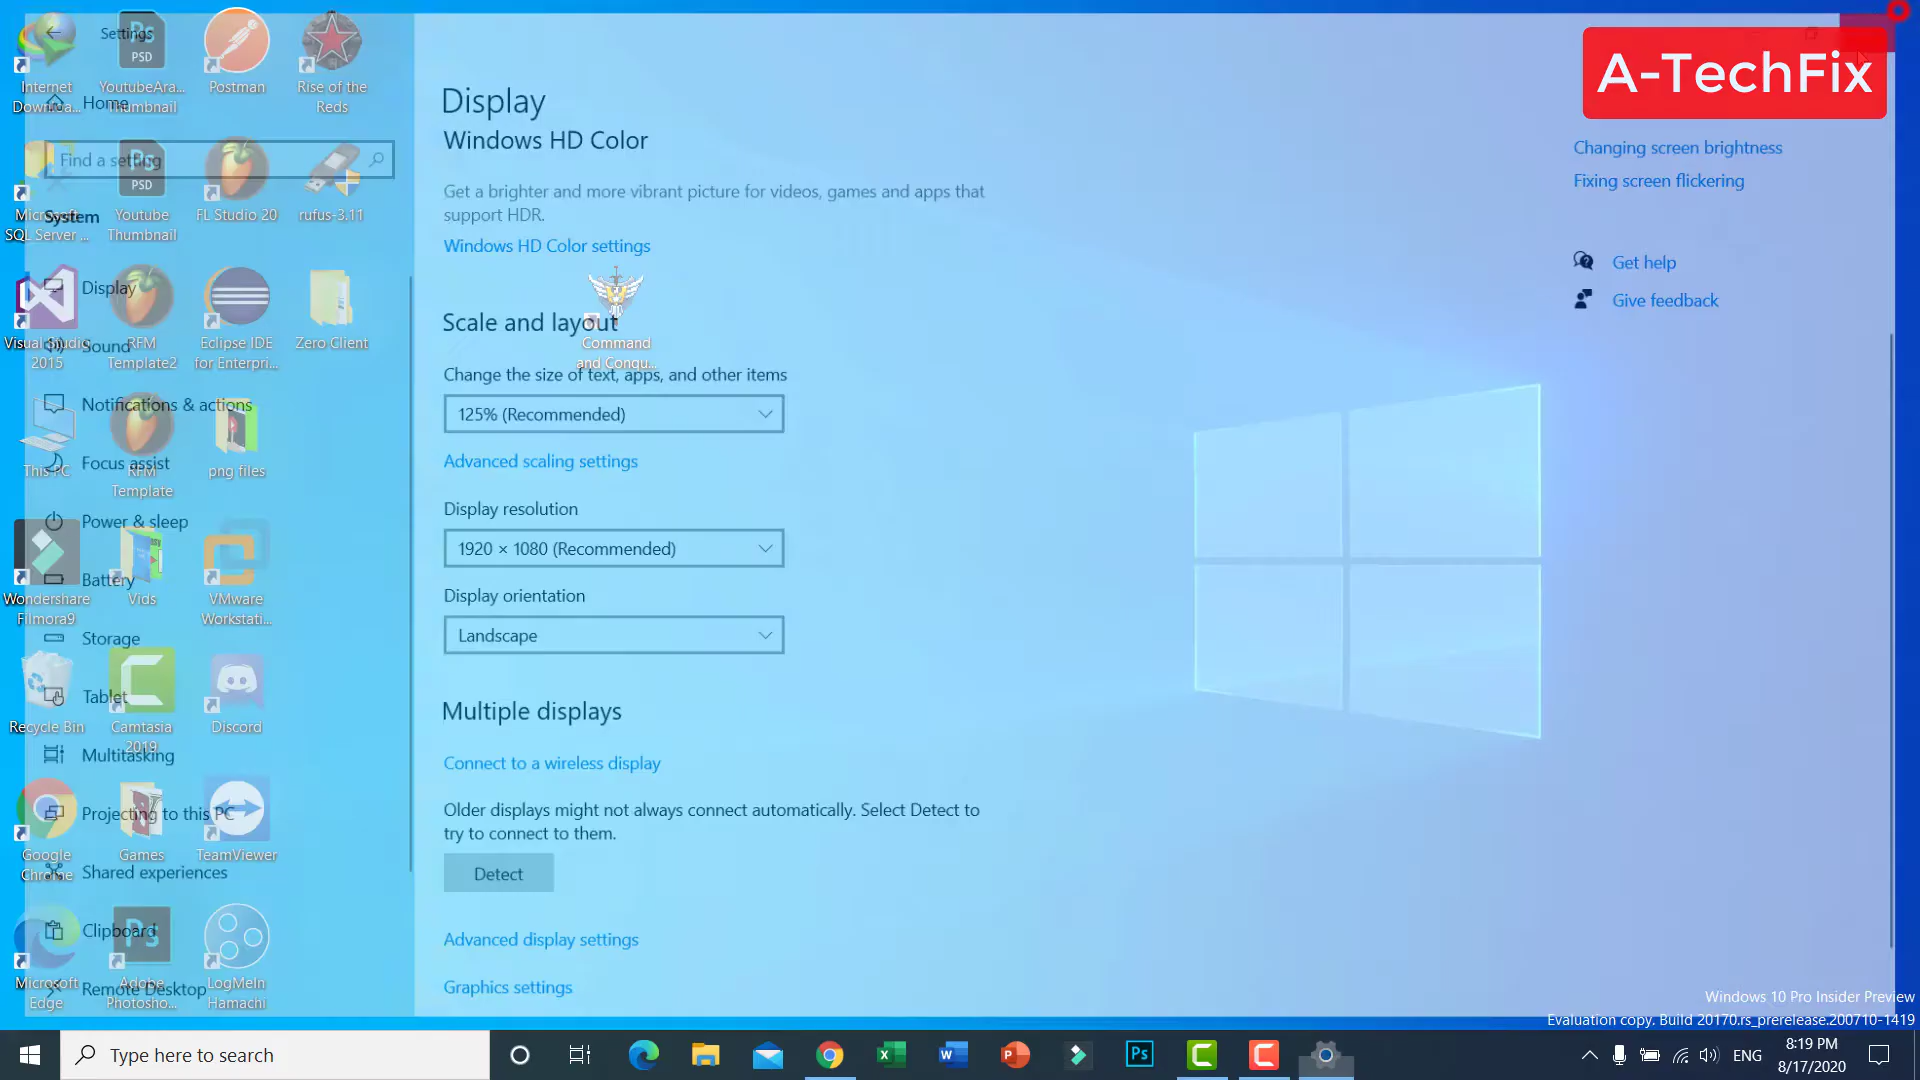 Settings
Home
Find a setting
System
Display
Sound
Notifications & actions
Focus assist
Power & sleep
Battery
Storage
Tablet
Multitasking
Projecting to this PC
Shared experiences
Clipboard
Remote Desktop
Internet
Downloa...
YoutubeAra...
Thumbnail
Postman
Rise of the
Reds
Microsoft
SQL Server ...
Youtube
Thumbnail
FL Studio 20
rufus-3.11
Visual Studio
2015
RFM
Template2
Eclipse IDE
for Enterpri...
Zero Client
Command
and Conqu...
This PC
RFM
Template
png files
Wondershare
Filmora9
Vids
VMware
Workstati...
Recycle Bin
Camtasia
2019
Discord
Google
Chrome
Games
TeamViewer
Microsoft
Edge
Adobe
Photosho...
LogMeIn
Hamachi
Ps
PSD
Ps
PSD
Ps
Display
Windows HD Color
Get a brighter and more vibrant picture for videos, games and apps that
support HDR.
Windows HD Color settings
Scale and layout
Change the size of text, apps, and other items
125% (Recommended)
Advanced scaling settings
Display resolution
1920 × 1080 (Recommended)
Display orientation
Landscape
Multiple displays
Connect to a wireless display
Older displays might not always connect automatically. Select Detect to
try to connect to them.
Detect
Advanced display settings
Graphics settings
A-TechFix
Changing screen brightness
Fixing screen flickering
Get help
Give feedback
Windows 10 Pro Insider Preview
Evaluation copy. Build 20170.rs_prerelease.200710-1419
Type here to search
Ps
ENG
8:19 PM
8/17/2020